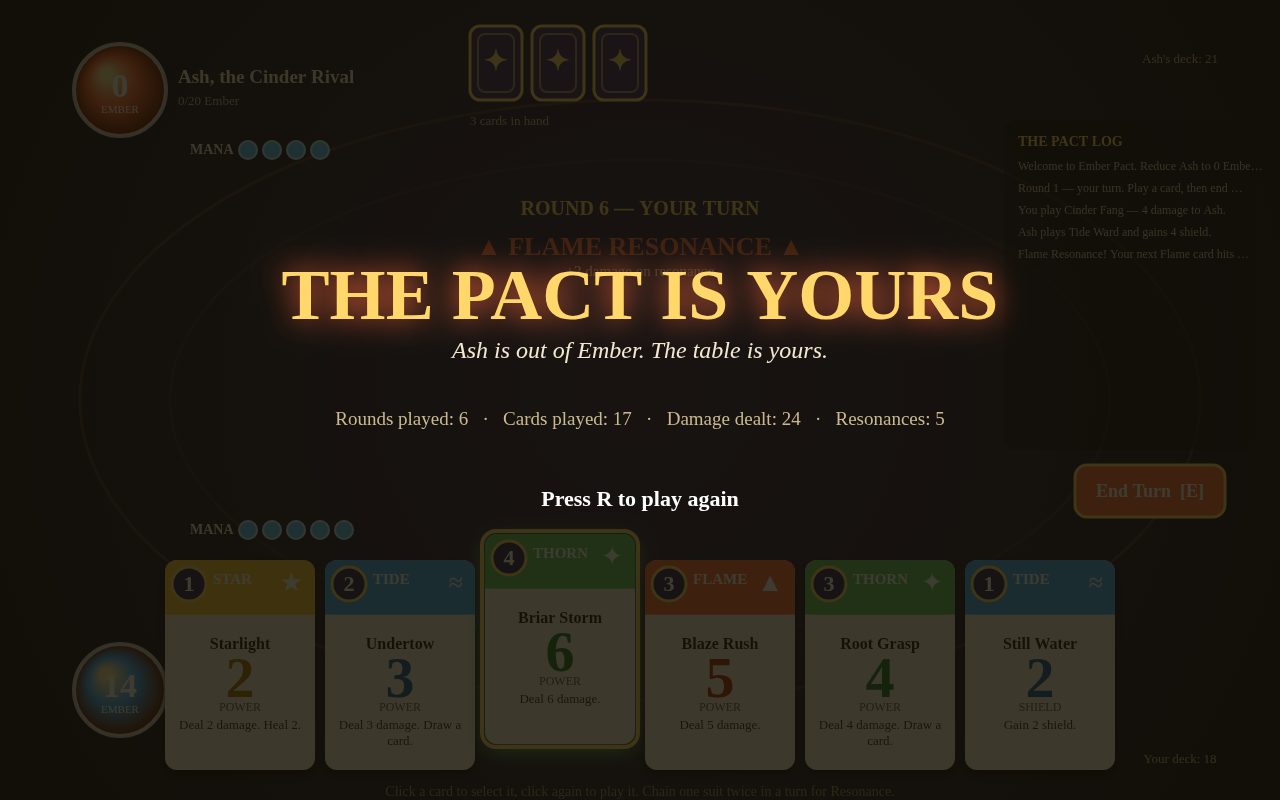 0
EMBER
Ash, the Cinder Rival
0/20 Ember
MANA
3 cards in hand
Ash's deck: 21
THE PACT LOG
Welcome to Ember Pact. Reduce Ash to 0 Embe…
Round 1 — your turn. Play a card, then end …
You play Cinder Fang — 4 damage to Ash.
Ash plays Tide Ward and gains 4 shield.
Flame Resonance! Your next Flame card hits …
ROUND 6 — YOUR TURN
▲ FLAME RESONANCE ▲
damage on resonance
THE PACT IS YOURS
Ash is out of Ember. The table is yours.
Rounds played: 6 · Cards played: 17 · Damage dealt: 24 · Resonances: 5
Press R to play again
End Turn [E]
MANA
14
EMBER
1 STAR ★
Starlight
2
POWER
Deal 2 damage. Heal 2.
2 TIDE ≈
Undertow
3
POWER
Deal 3 damage. Draw a
card.
4 THORN ✦
Briar Storm
6
POWER
Deal 6 damage.
3 FLAME ▲
Blaze Rush
5
POWER
Deal 5 damage.
3 THORN ✦
Root Grasp
4
POWER
Deal 4 damage. Draw a
card.
1 TIDE ≈
Still Water
2
SHIELD
Gain 2 shield.
Your deck: 18
Click a card to select it, click again to play it. Chain one suit twice in a turn for Resonance.